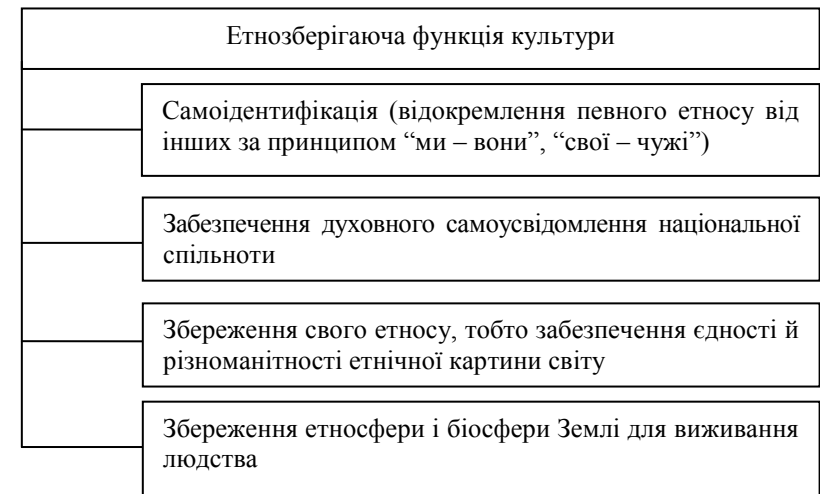 Етнозберігаюча функція культури
Самоідентифікація (відокремлення певного етносу від
інших за принципом “ми – вони”, “свої – чужі”)
Забезпечення духовного самоусвідомлення національної
спільноти
Збереження свого етносу, тобто забезпечення єдності й
різноманітності етнічної картини світу
Збереження етносфери і біосфери Землі для виживання
людства